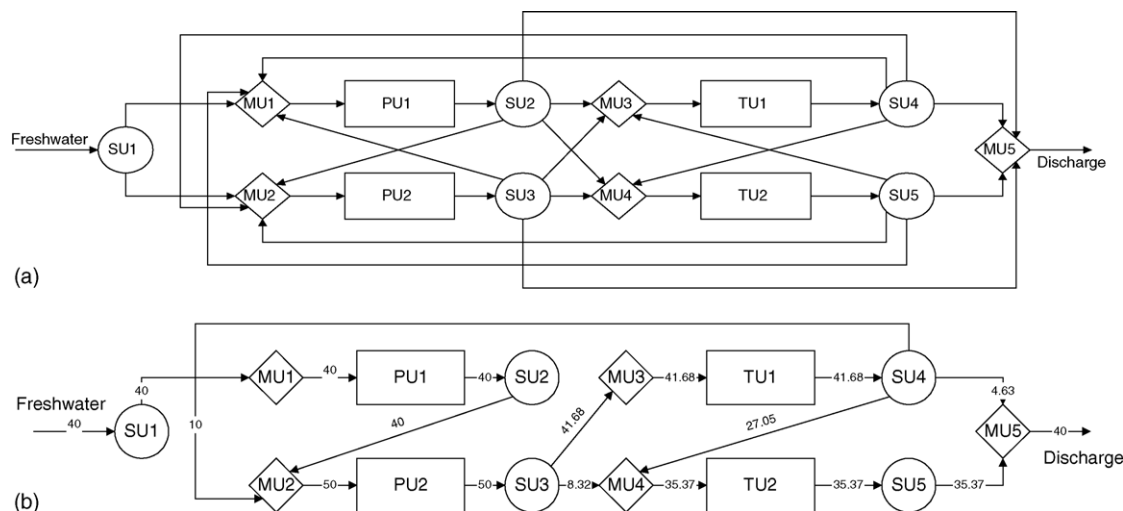 MU1 PU1 SU2 MU3 TU1 SU4
Freshwater
SU1 MU5
Discharge
MU2 PU2 SU3 MU4 TU2 SU5
(a)
40 MU1 40 PU1 40 SU2 MU3 41.68 TU1 41.68 SU4
4.63
Freshwater
40 SU1 10 40 41.68 27.05 MU5 40
Discharge
MU2 50 PU2 50 SU3 8.32 MU4 35.37 TU2 35.37 SU5 35.37
(b)